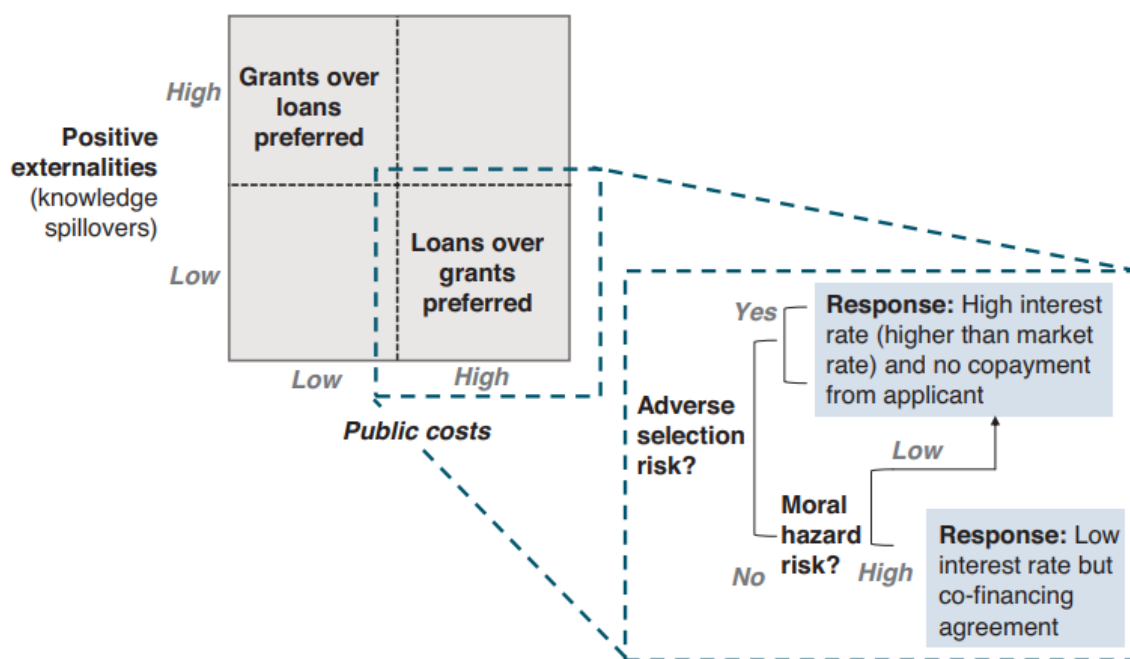 High
Positive
externalities
(knowledge
spillovers)
Low
Grants over
loans
preferred
Loans over
grants
preferred
Low
High
Public costs
Adverse
selection
risk?
Yes
No
Response: High interest
rate (higher than market
rate) and no copayment
from applicant
Moral
hazard
risk?
Low
High
Response: Low
interest rate but
co-financing
agreement